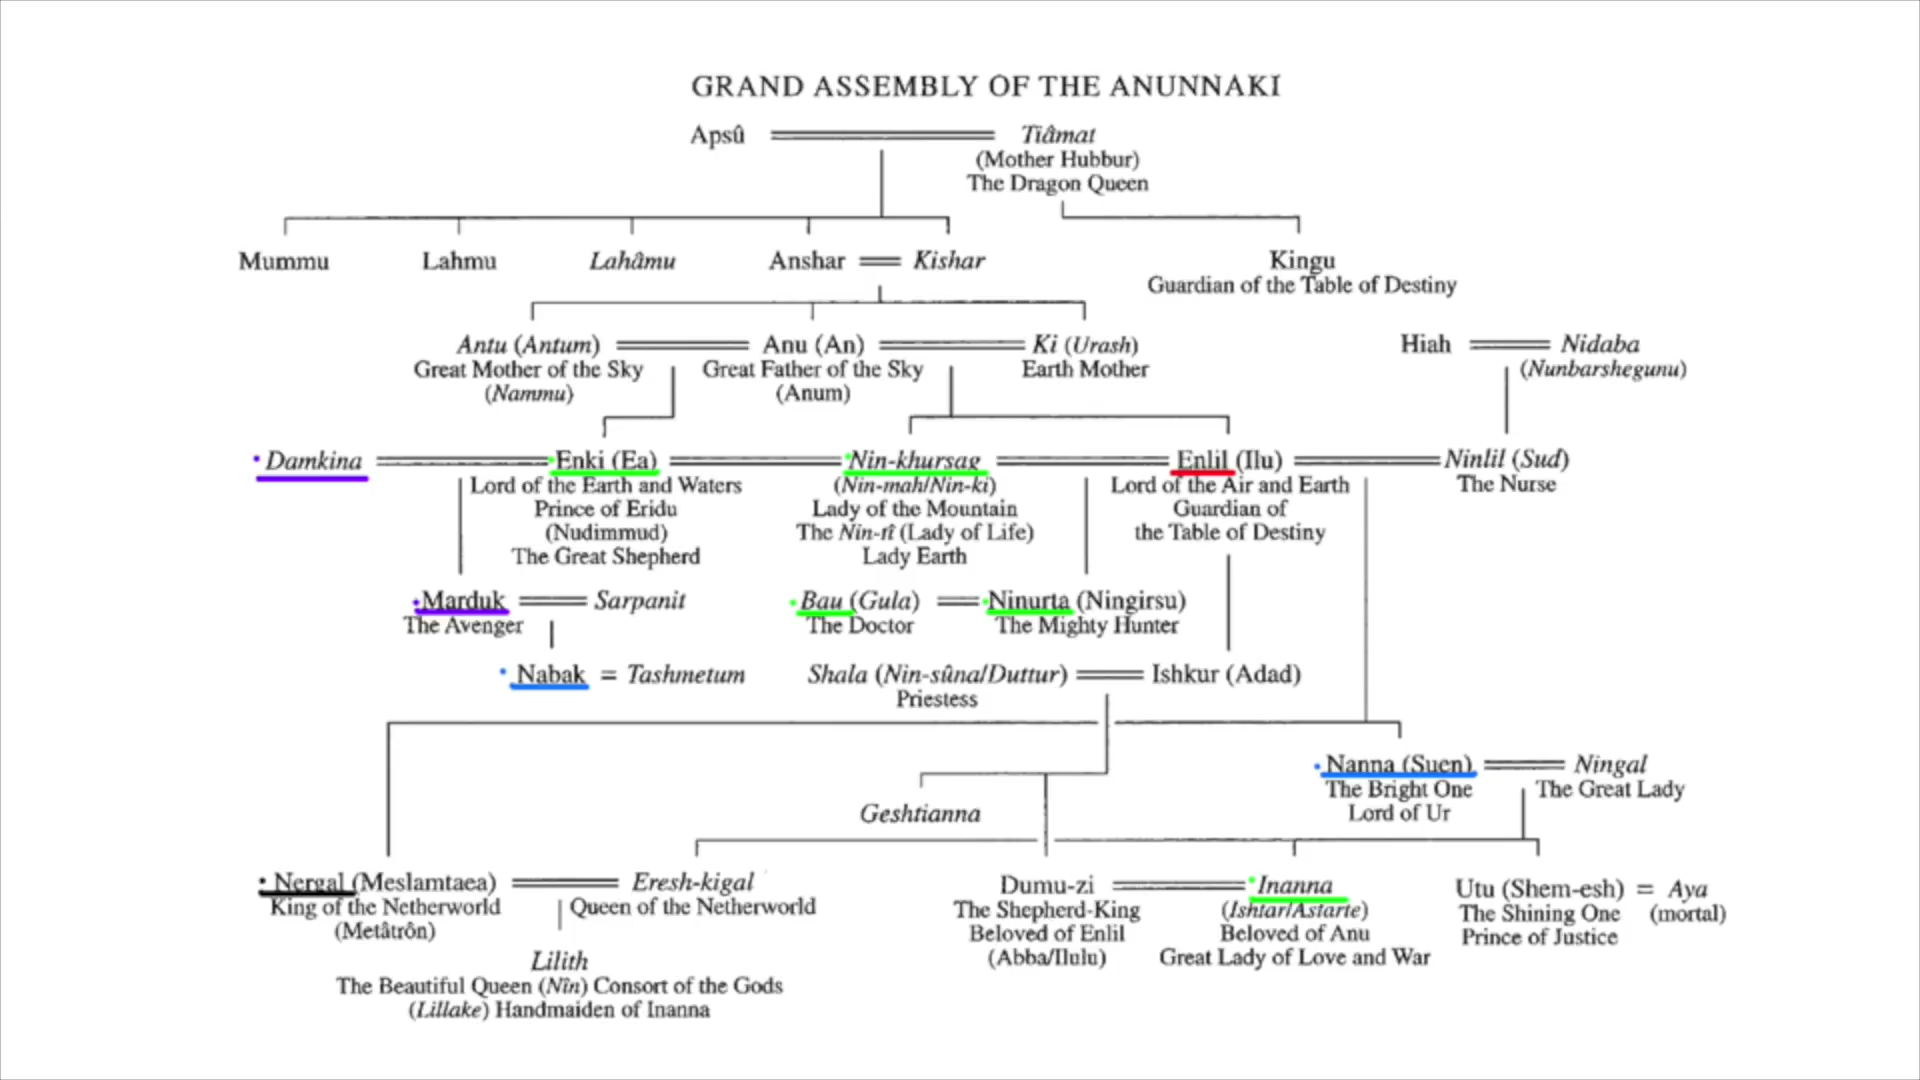 GRAND ASSEMBLY OF THE ANUNNAKI
Apsû Tiâmat
(Mother Hubbur)
The Dragon Queen
Mummu Lahmu Lahâmu Anshar Kishar Kingu
Guardian of the Table of Destiny
Antu (Antum) Anu (An) Ki (Urash) Hiah Nidaba
Great Mother of the Sky Great Father of the Sky Earth Mother (Nunbarshegunu)
(Nammu) (Anum)
Damkina Enki (Ea) Nin-khursag Enlil (Ilu) Ninlil (Sud)
Lord of the Earth and Waters (Nin-mah/Nin-ki) Lord of the Air and Earth The Nurse
Prince of Eridu Lady of the Mountain Guardian of
(Nudimmud) The Nin-tî (Lady of Life) the Table of Destiny
The Great Shepherd Lady Earth
Marduk Sarpanit Bau (Gula) Ninurta (Ningirsu)
The Avenger The Doctor The Mighty Hunter
Nabak = Tashmetum Shala (Nin-sûna/Duttur) Ishkur (Adad)
Priestess
Nanna (Suen) Ningal
The Bright One The Great Lady
Lord of Ur
Geshtianna
Nergal (Meslamtaea) Eresh-kigal Dumu-zi Inanna Utu (Shem-esh) = Aya
King of the Netherworld Queen of the Netherworld The Shepherd-King (Ishtar/Astarte) The Shining One (mortal)
(Metâtrôn) Beloved of Enlil Beloved of Anu Prince of Justice
(Abba/Ilulu) Great Lady of Love and War
Lilith
The Beautiful Queen (Nîn) Consort of the Gods
(Lillake) Handmaiden of Inanna